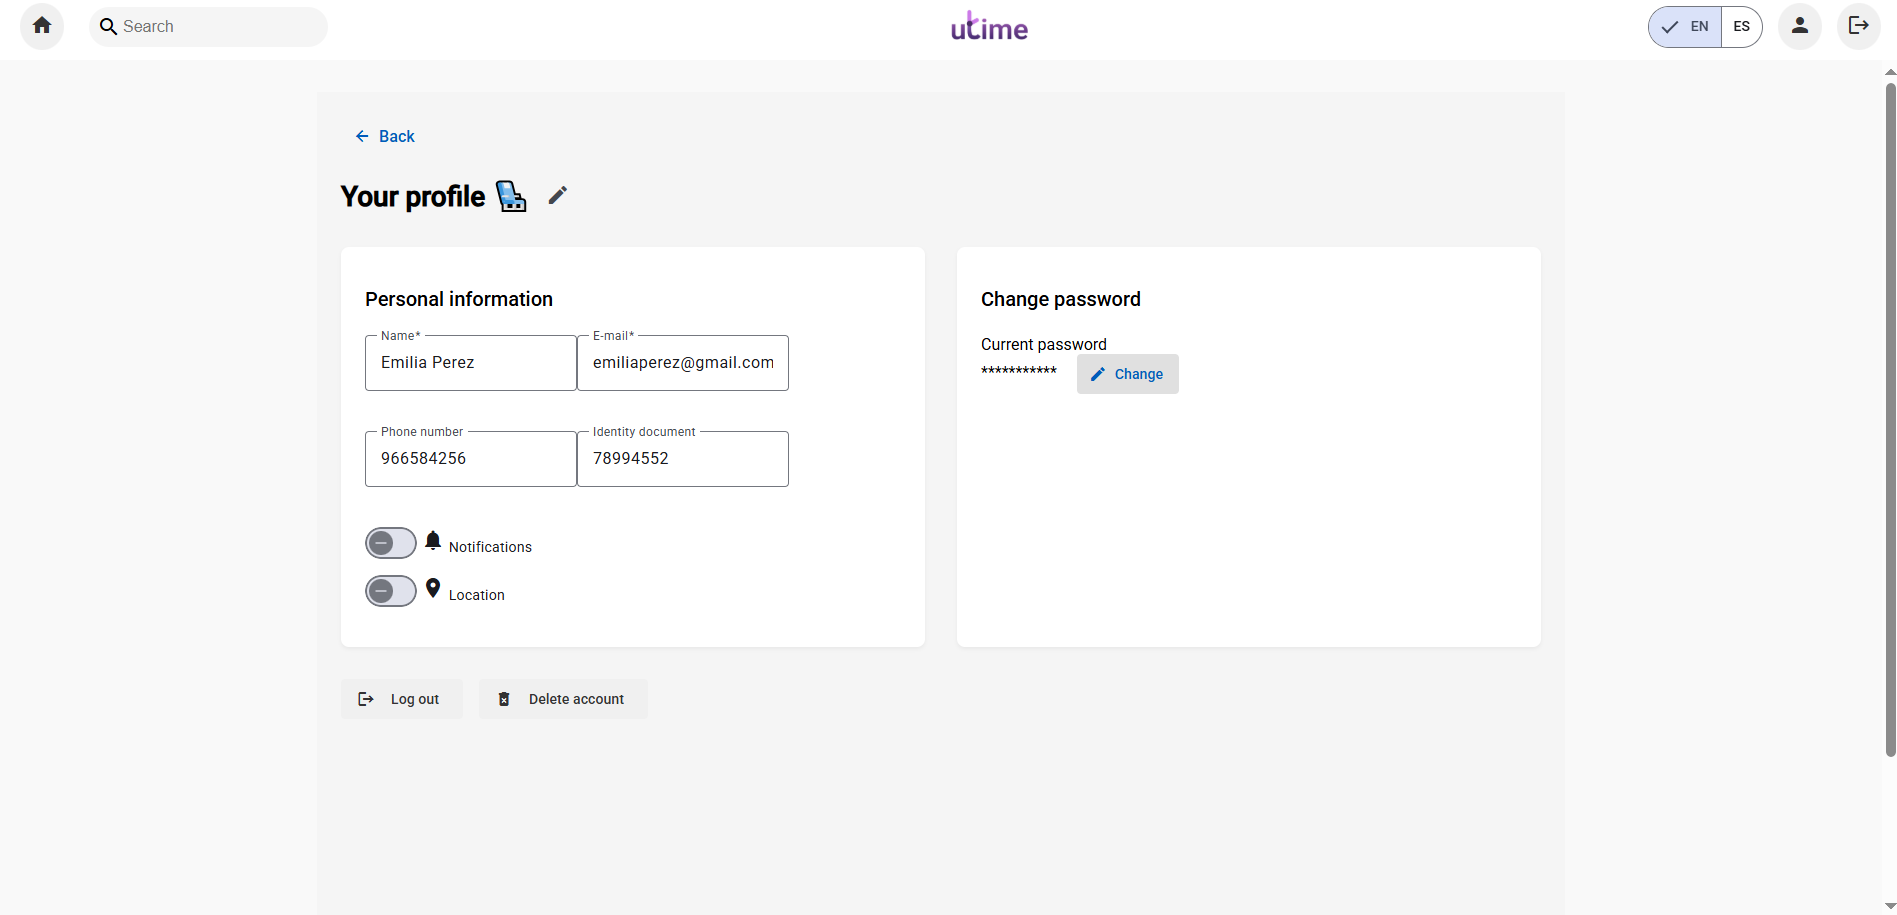 Search
utime
EN ES
Back
Your profile
Personal information
Name*
Emilia Perez
E-mail*
emiliaperez@gmail.com
Phone number
966584256
Identity document
78994552
Notifications
Location
Change password
Current password
***********
Change
Log out
Delete account